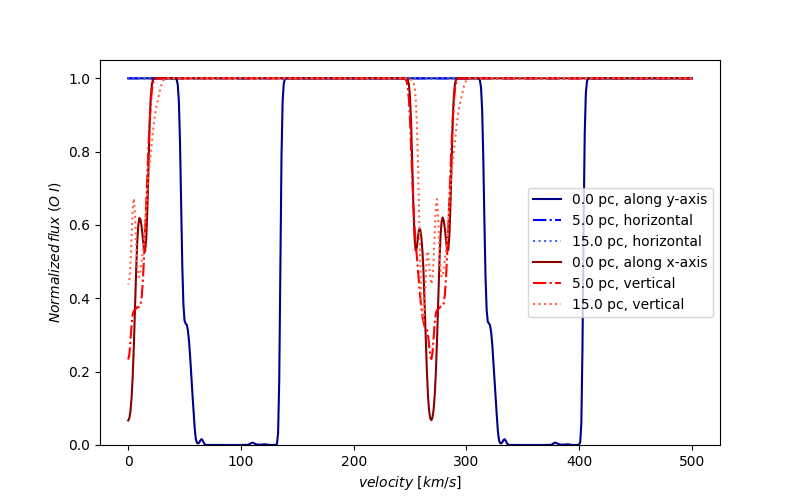 1.0
0.8
0.6
0.4
0.2
0.0
Normalized flux (O I)
0.0 pc, along y-axis
5.0 pc, horizontal
15.0 pc, horizontal
0.0 pc, along x-axis
5.0 pc, vertical
15.0 pc, vertical
0 100 200 300 400 500
velocity [km/s]